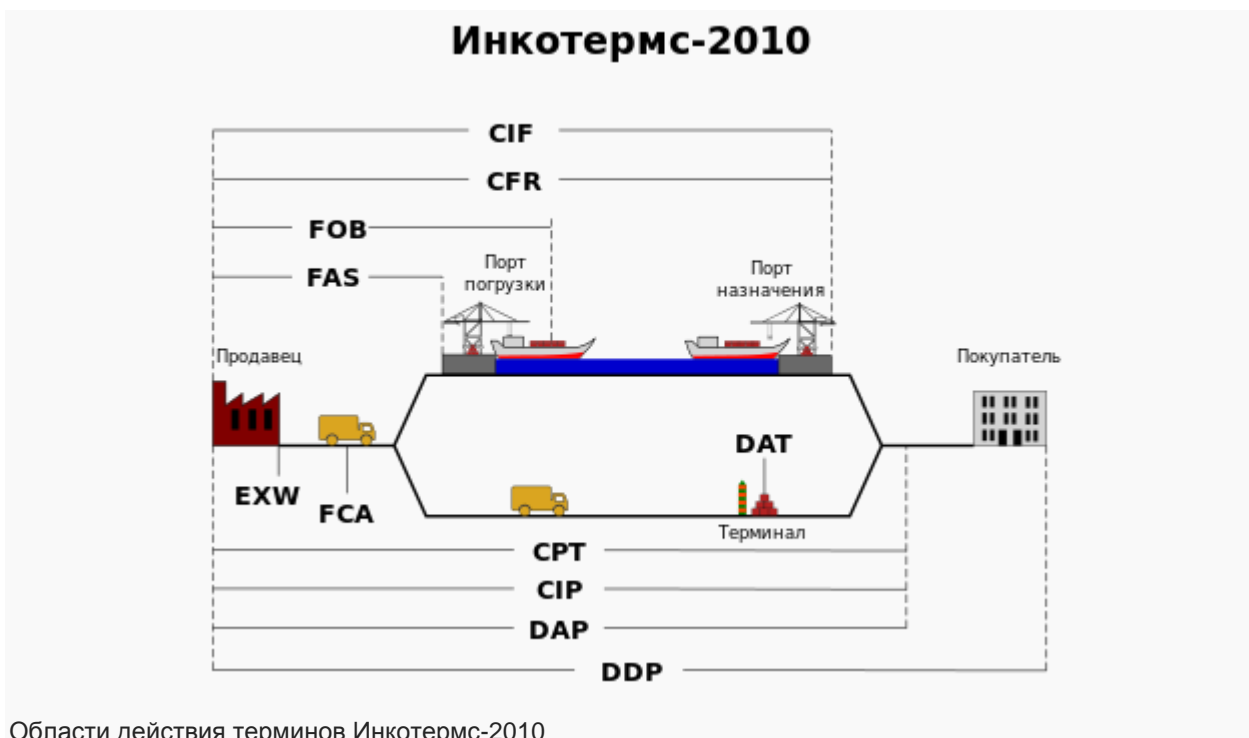 Инкотермс-2010
CIF
CFR
FOB
FAS
Порт
погрузки
Порт
назначения
Продавец
Покупатель
DAT
EXW
FCA
Терминал
CPT
CIP
DAP
DDP
Области действия терминов Инкотермс-2010